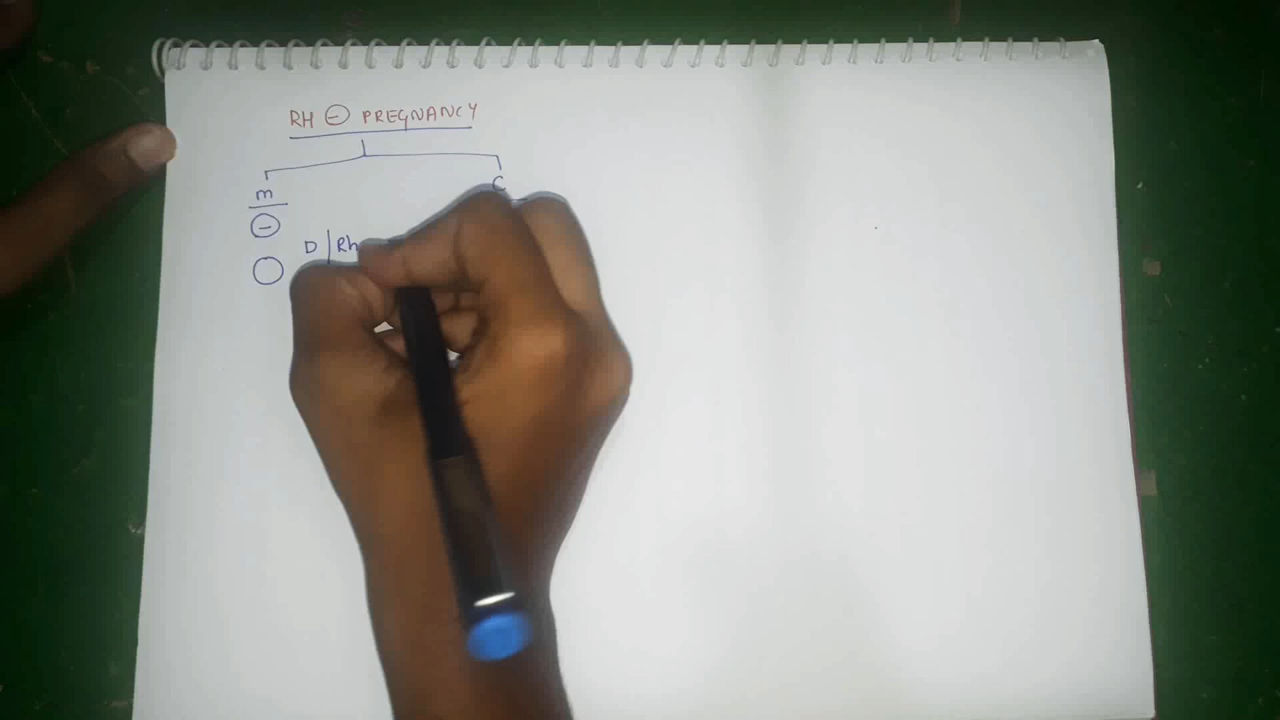 RH ⊖ PREGNANCY
m C
⊖
D | Rh